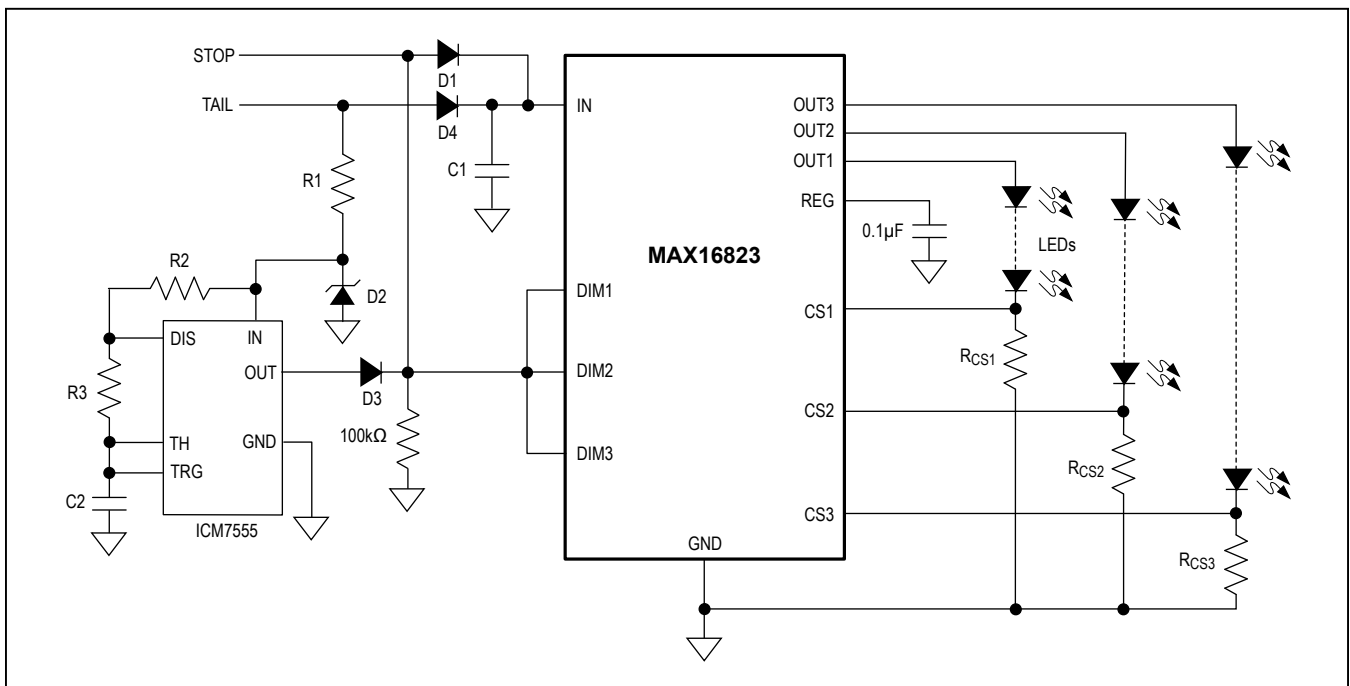 STOP
D1
TAIL
D4
IN
OUT3
OUT2
OUT1
C1
R1
REG
0.1µF
LEDs
MAX16823
R2
D2
DIM1
CS1
DIS
IN
RCS1
OUT
D3
DIM2
R3
CS2
100kΩ
TH
GND
DIM3
TRG
RCS2
C2
CS3
ICM7555
GND
RCS3